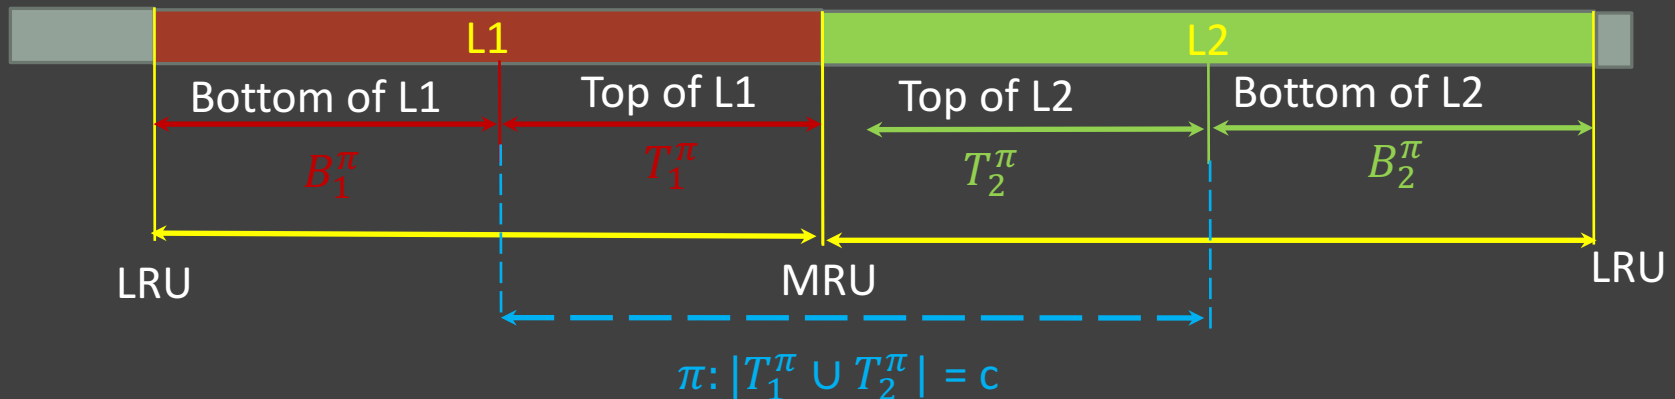 L1 L2
Bottom of L1 Top of L1 Top of L2 Bottom of L2
B₁^π T₁^π T₂^π B₂^π
LRU MRU LRU
π: |T₁^π ∪ T₂^π| = c